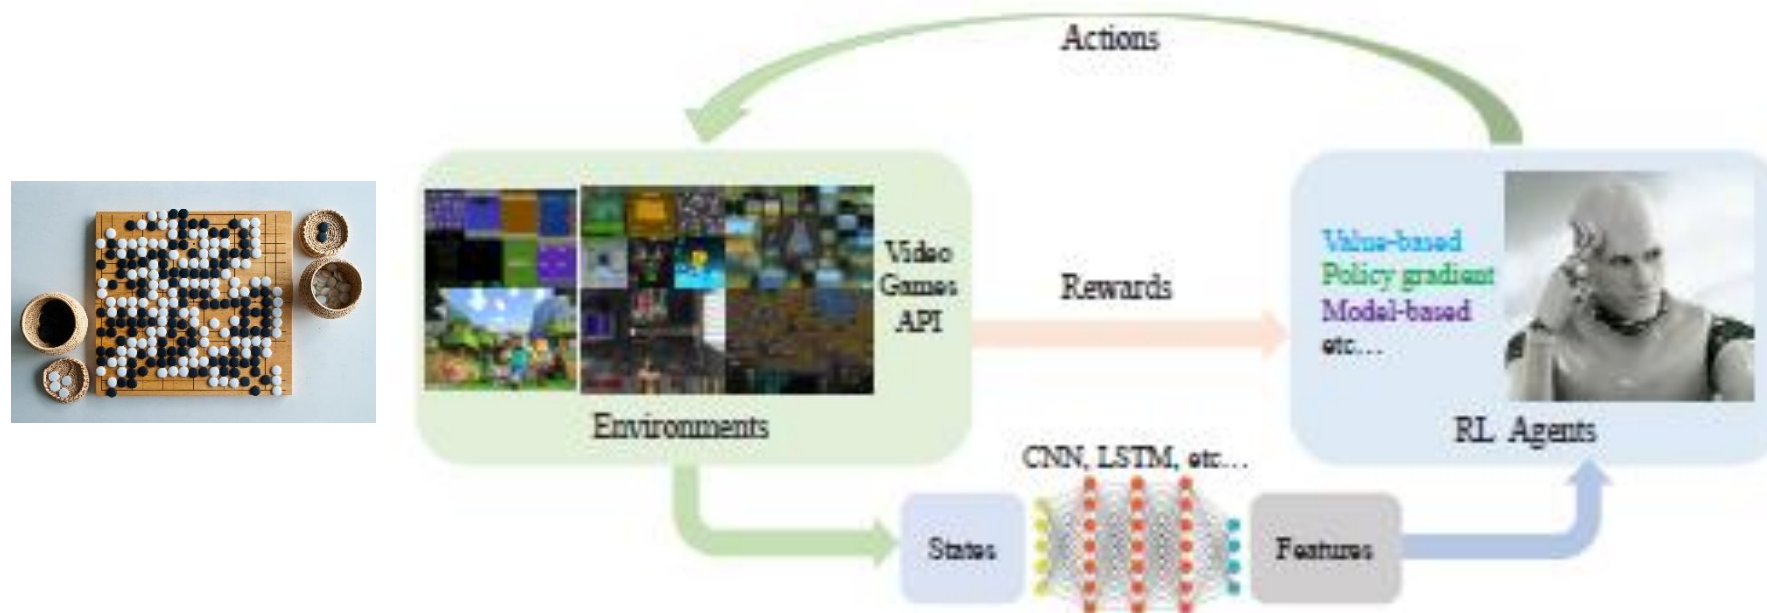 Actions
Video
Games
API
Environments
Rewards
Value-based
Policy gradient
Model-based
etc...
RL Agents
CNN, LSTM, etc...
States
Features